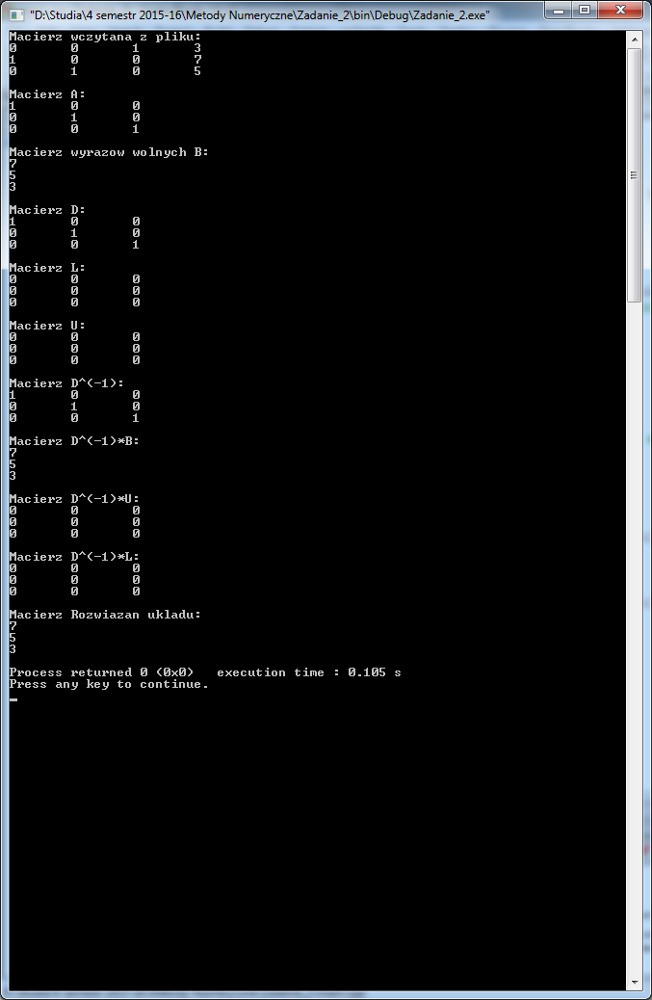 "D:\Studia\4 semestr 2015-16\Metody Numeryczne\Zadanie_2\bin\Debug\Zadanie_2.exe"
Macierz wczytana z pliku:
0 0 1 3
1 0 0 7
0 1 0 5
Macierz A:
1 0 0
0 1 0
0 0 1
Macierz wyrazow wolnych B:
7
5
3
Macierz D:
1 0 0
0 1 0
0 0 1
Macierz L:
0 0 0
0 0 0
0 0 0
Macierz U:
0 0 0
0 0 0
0 0 0
Macierz D^(-1):
1 0 0
0 1 0
0 0 1
Macierz D^(-1)*B:
7
5
3
Macierz D^(-1)*U:
0 0 0
0 0 0
0 0 0
Macierz D^(-1)*L:
0 0 0
0 0 0
0 0 0
Macierz Rozwiazan ukladu:
7
5
3
Process returned 0 (0x0) execution time : 0.105 s
Press any key to continue.